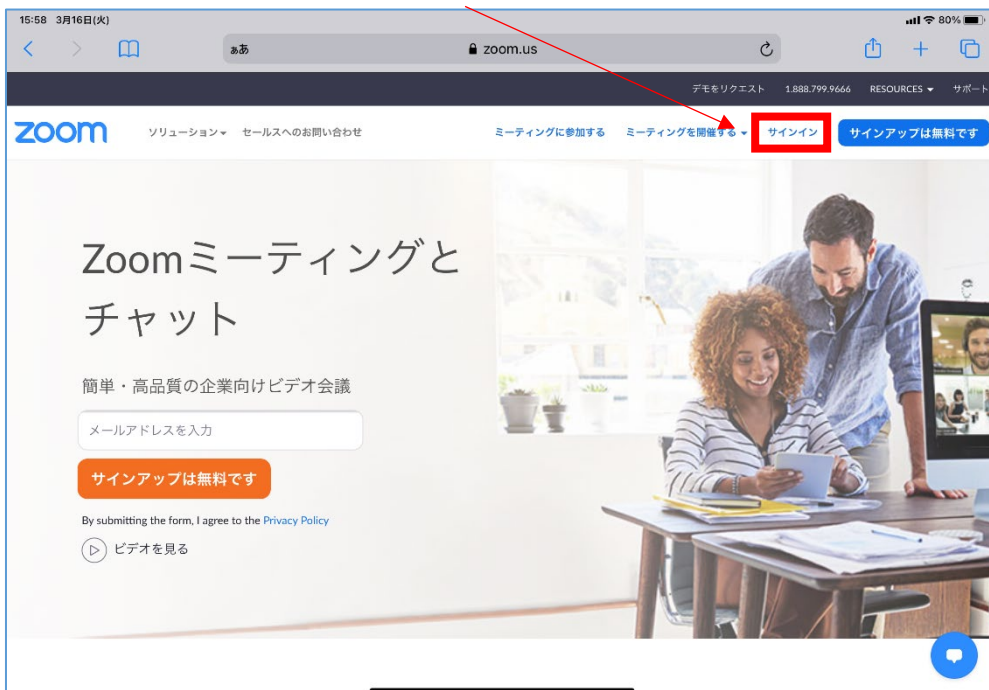 15:58 3月16日(火)
80%
ぁあ
zoom.us
デモをリクエスト 1.888.799.9666 RESOURCES サポート
zoom ソリューション セールスへのお問い合わせ ミーティングに参加する ミーティングを開催する サインイン サインアップは無料です
Zoomミーティングと
チャット
簡単・高品質の企業向けビデオ会議
メールアドレスを入力
サインアップは無料です
By submitting the form, I agree to the Privacy Policy
ビデオを見る